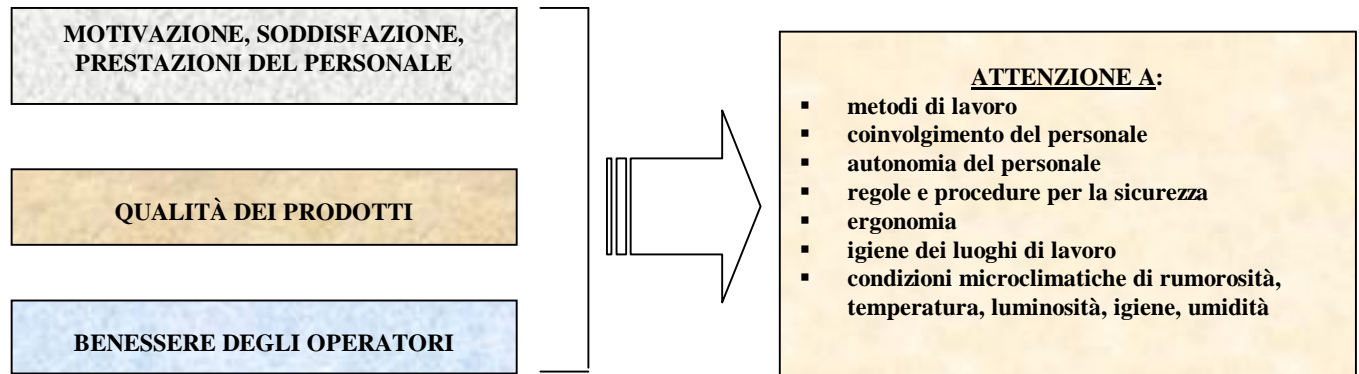 MOTIVAZIONE, SODDISFAZIONE,
PRESTAZIONI DEL PERSONALE
QUALITÀ DEI PRODOTTI
BENESSERE DEGLI OPERATORI
ATTENZIONE A:
▪ metodi di lavoro
▪ coinvolgimento del personale
▪ autonomia del personale
▪ regole e procedure per la sicurezza
▪ ergonomia
▪ igiene dei luoghi di lavoro
▪ condizioni microclimatiche di rumorosità,
temperatura, luminosità, igiene, umidità